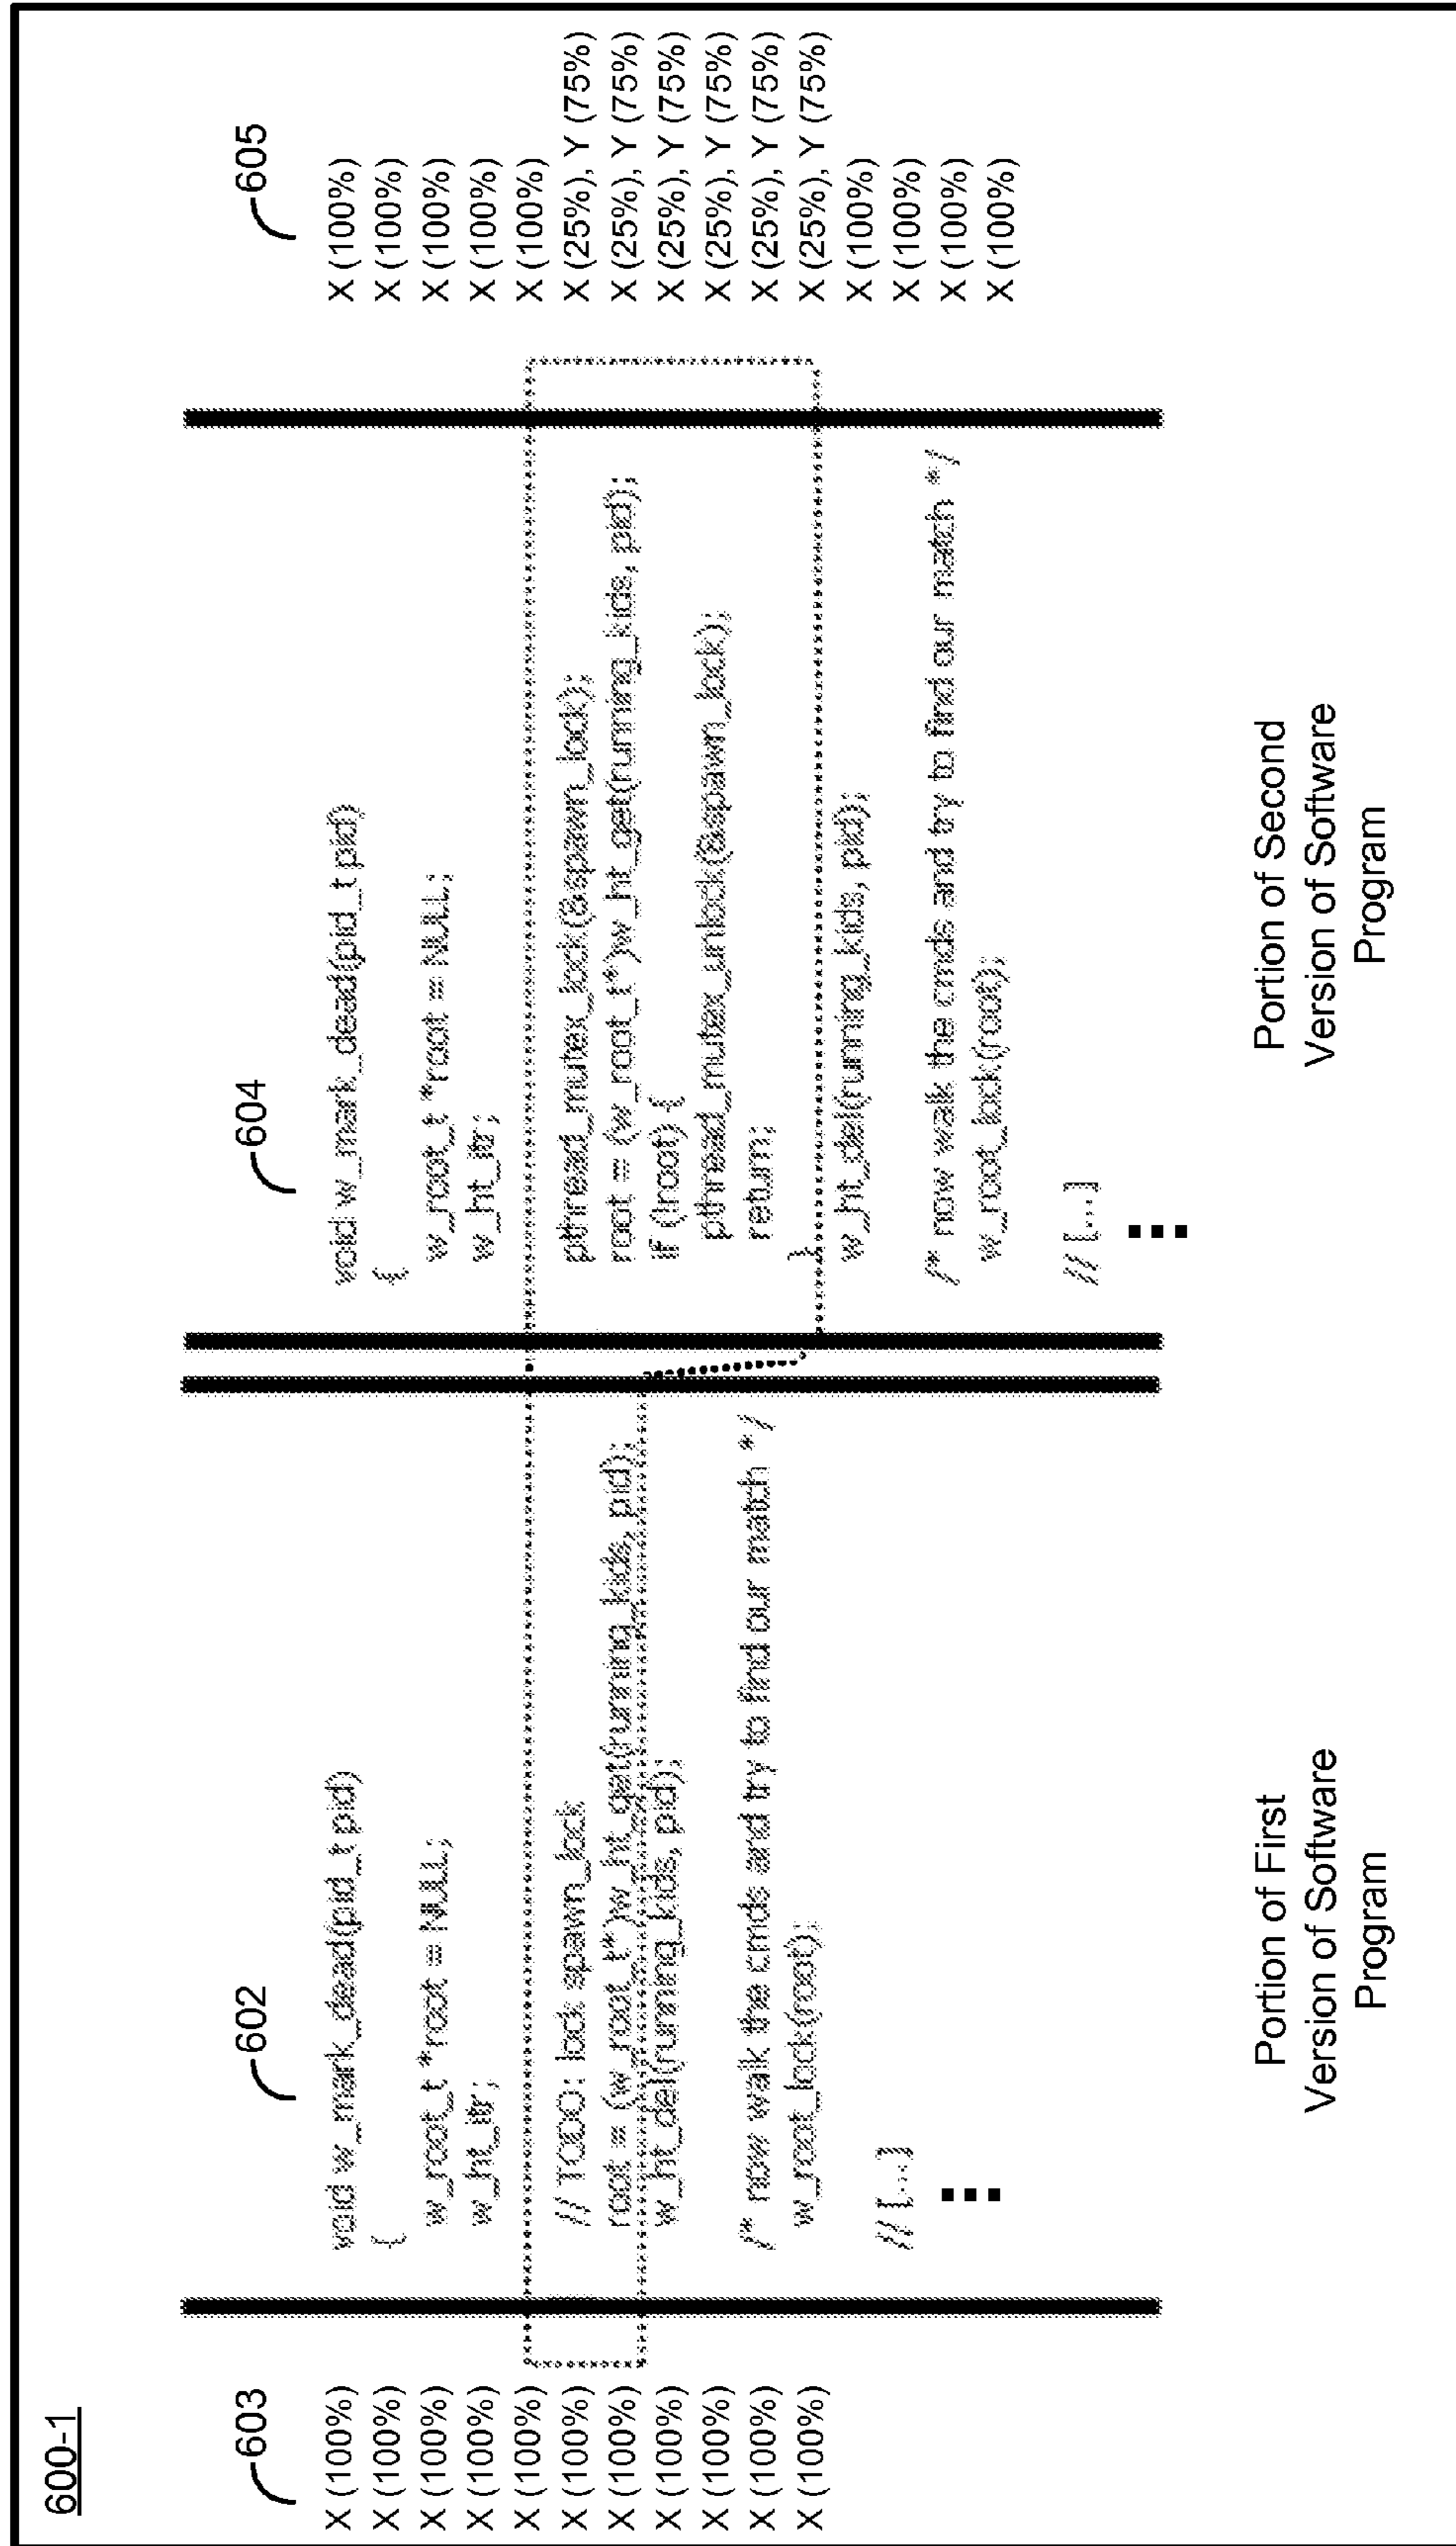 600-1
603
X (100%)
X (100%)
X (100%)
X (100%)
X (100%)
X (100%)
X (100%)
X (100%)
X (100%)
X (100%)
X (100%)
602
void w_mark_dead(pid_t pid)
{
w_root_t *root = NULL;
w_ht_itr;
// TODO: lock spawn_lock
root = (w_root_t*)w_ht_get(running_kids, pid);
w_ht_del(running_kids, pid);
/* now walk the cmds and try to find our match */
w_root_lock(root);
// [...]
Portion of First
Version of Software
Program
604
void w_mark_dead(pid_t pid)
{
w_root_t *root = NULL;
w_ht_itr;
pthread_mutex_lock(&spawn_lock);
root = (w_root_t*)w_ht_get(running_kids, pid);
if (!root) {
pthread_mutex_unlock(&spawn_lock);
return;
}
w_ht_del(running_kids, pid);
/* now walk the cmds and try to find our match */
w_root_lock(root);
// [...]
Portion of Second
Version of Software
Program
605
X (100%)
X (100%)
X (100%)
X (100%)
X (100%)
X (25%), Y (75%)
X (25%), Y (75%)
X (25%), Y (75%)
X (25%), Y (75%)
X (25%), Y (75%)
X (25%), Y (75%)
X (100%)
X (100%)
X (100%)
X (100%)